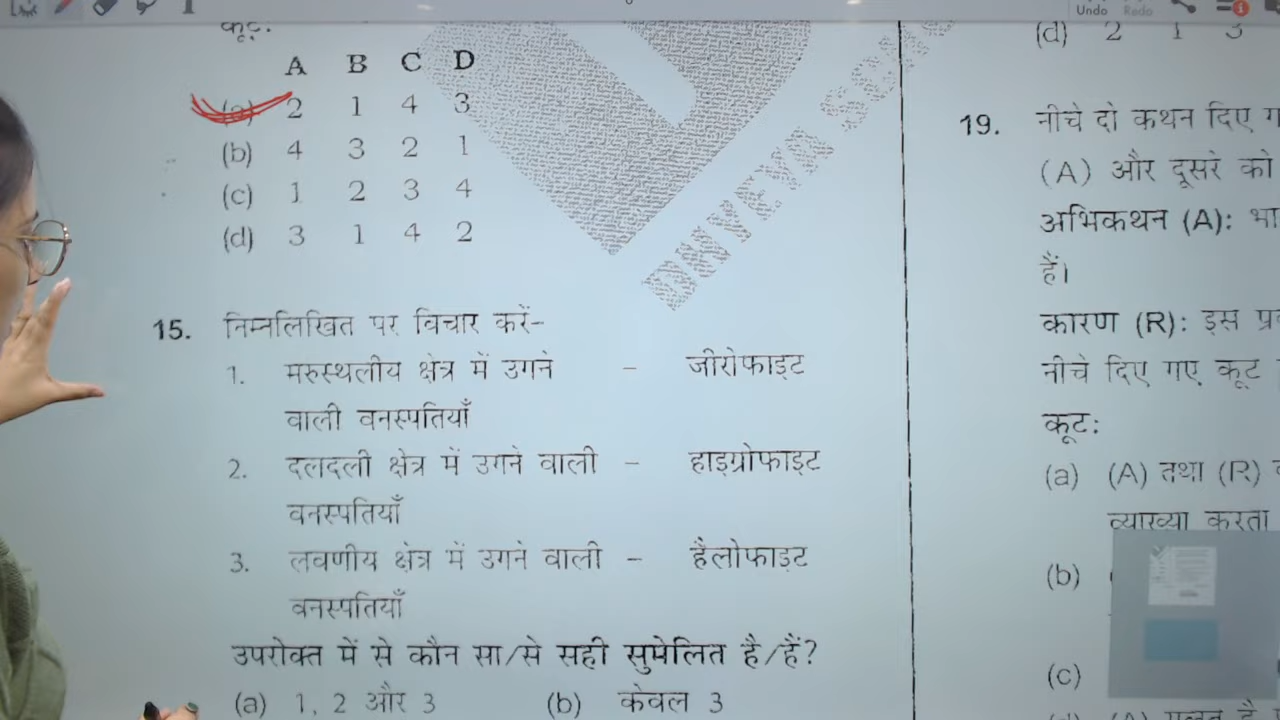 Undo Redo
कूट:
A B C D
(a) 2 1 4 3
(b) 4 3 2 1
(c) 1 2 3 4
(d) 3 1 4 2
15. निम्नलिखित पर विचार करें-
1. मरुस्थलीय क्षेत्र में उगने – जीरोफाइट
वाली वनस्पतियाँ
2. दलदली क्षेत्र में उगने वाली – हाइग्रोफाइट
वनस्पतियाँ
3. लवणीय क्षेत्र में उगने वाली – हैलोफाइट
वनस्पतियाँ
उपरोक्त में से कौन सा/से सही सुमेलित है/हैं?
(a) 1, 2 और 3 (b) केवल 3
(d) 2 1 3
19. नीचे दो कथन दिए
(A) और दूसरे को
अभिकथन (A):
हैं।
कारण (R): इस
नीचे दिए गए कूट
कूट:
(a) (A) तथा (R)
व्याख्या करता
(b)
(c)
DHYEYA